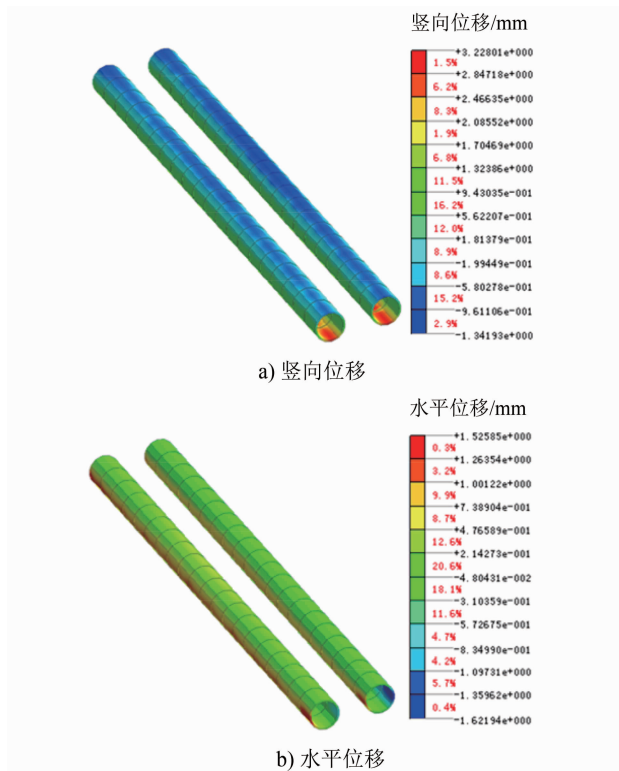 竖向位移/mm
+3.22801e+000
1.5%
+2.84718e+000
6.2%
+2.46635e+000
8.3%
+2.08552e+000
1.9%
+1.70469e+000
6.8%
+1.32386e+000
11.5%
+9.43035e-001
16.2%
+5.62207e-001
12.0%
+1.81379e-001
8.9%
-1.99449e-001
8.6%
-5.80278e-001
15.2%
-9.61106e-001
2.9%
-1.34193e+000
a) 竖向位移
水平位移/mm
+1.52585e+000
0.3%
+1.26354e+000
3.2%
+1.00122e+000
9.9%
+7.38904e-001
8.7%
+4.76589e-001
12.6%
+2.14273e-001
20.6%
-4.80431e-002
18.1%
-3.10359e-001
11.6%
-5.72675e-001
4.7%
-8.34990e-001
4.2%
-1.09731e+000
5.7%
-1.35962e+000
0.4%
-1.62194e+000
b) 水平位移